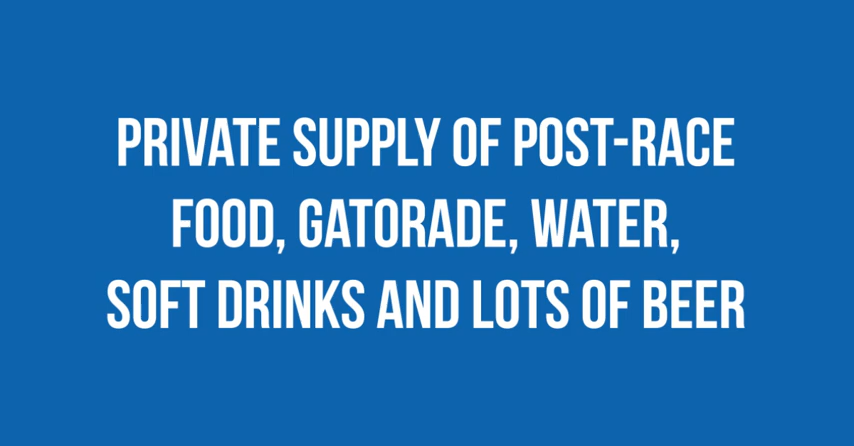 PRIVATE SUPPLY OF POST-RACE
FOOD, GATORADE, WATER,
SOFT DRINKS AND LOTS OF BEER